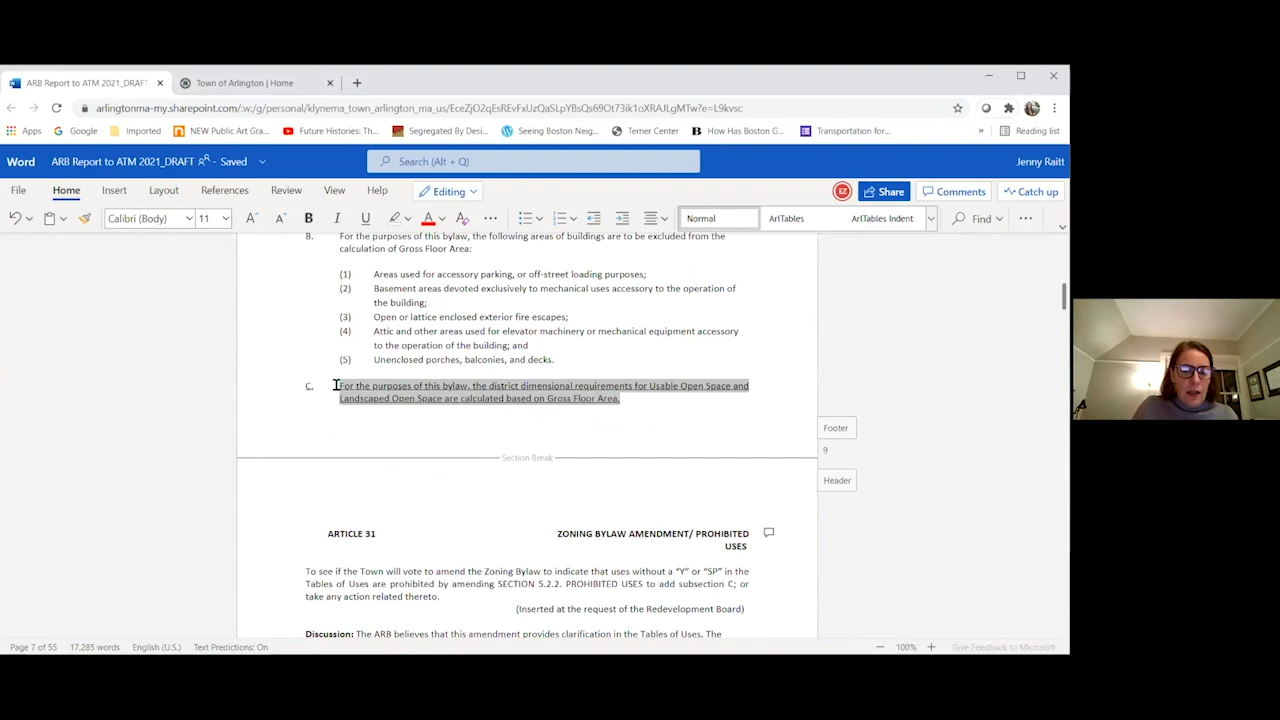 ARB Report to ATM 2021_DRAFT
Town of Arlington | Home
arlingtonma-my.sharepoint.com/:w:/g/personal/klynema_town_arlington_ma_us/EceZjO2qEsREvFxUzQaSLpYBsQs69Ot73ik1oXRAJLgMTw?e=L9kvsc
Apps Google Imported NEW Public Art Gra... Future Histories: Th... Segregated By Desi... Seeing Boston Neig... Terner Center How Has Boston G... Transportation for... » Reading list
Word ARB Report to ATM 2021_DRAFT - Saved Search (Alt + Q) Jenny Raitt
File Home Insert Layout References Review View Help Editing EZ Share Comments Catch up
Calibri (Body) 11 A A B I U A A Normal ArlTables ArlTables Indent Find
B. For the purposes of this bylaw, the following areas of buildings are to be excluded from the
calculation of Gross Floor Area:
(1) Areas used for accessory parking, or off-street loading purposes;
(2) Basement areas devoted exclusively to mechanical uses accessory to the operation of
the building;
(3) Open or lattice enclosed exterior fire escapes;
(4) Attic and other areas used for elevator machinery or mechanical equipment accessory
to the operation of the building; and
(5) Unenclosed porches, balconies, and decks.
C. For the purposes of this bylaw, the district dimensional requirements for Usable Open Space and
Landscaped Open Space are calculated based on Gross Floor Area.
Footer
9
Section Break
Header
ARTICLE 31 ZONING BYLAW AMENDMENT/ PROHIBITED
USES
To see if the Town will vote to amend the Zoning Bylaw to indicate that uses without a “Y” or “SP” in the
Tables of Uses are prohibited by amending SECTION 5.2.2. PROHIBITED USES to add subsection C; or
take any action related thereto.
(Inserted at the request of the Redevelopment Board)
Discussion: The ARB believes that this amendment provides clarification in the Tables of Uses. The
Page 7 of 55 17,285 words English (U.S.) Text Predictions: On 100% Give Feedback to Microsoft